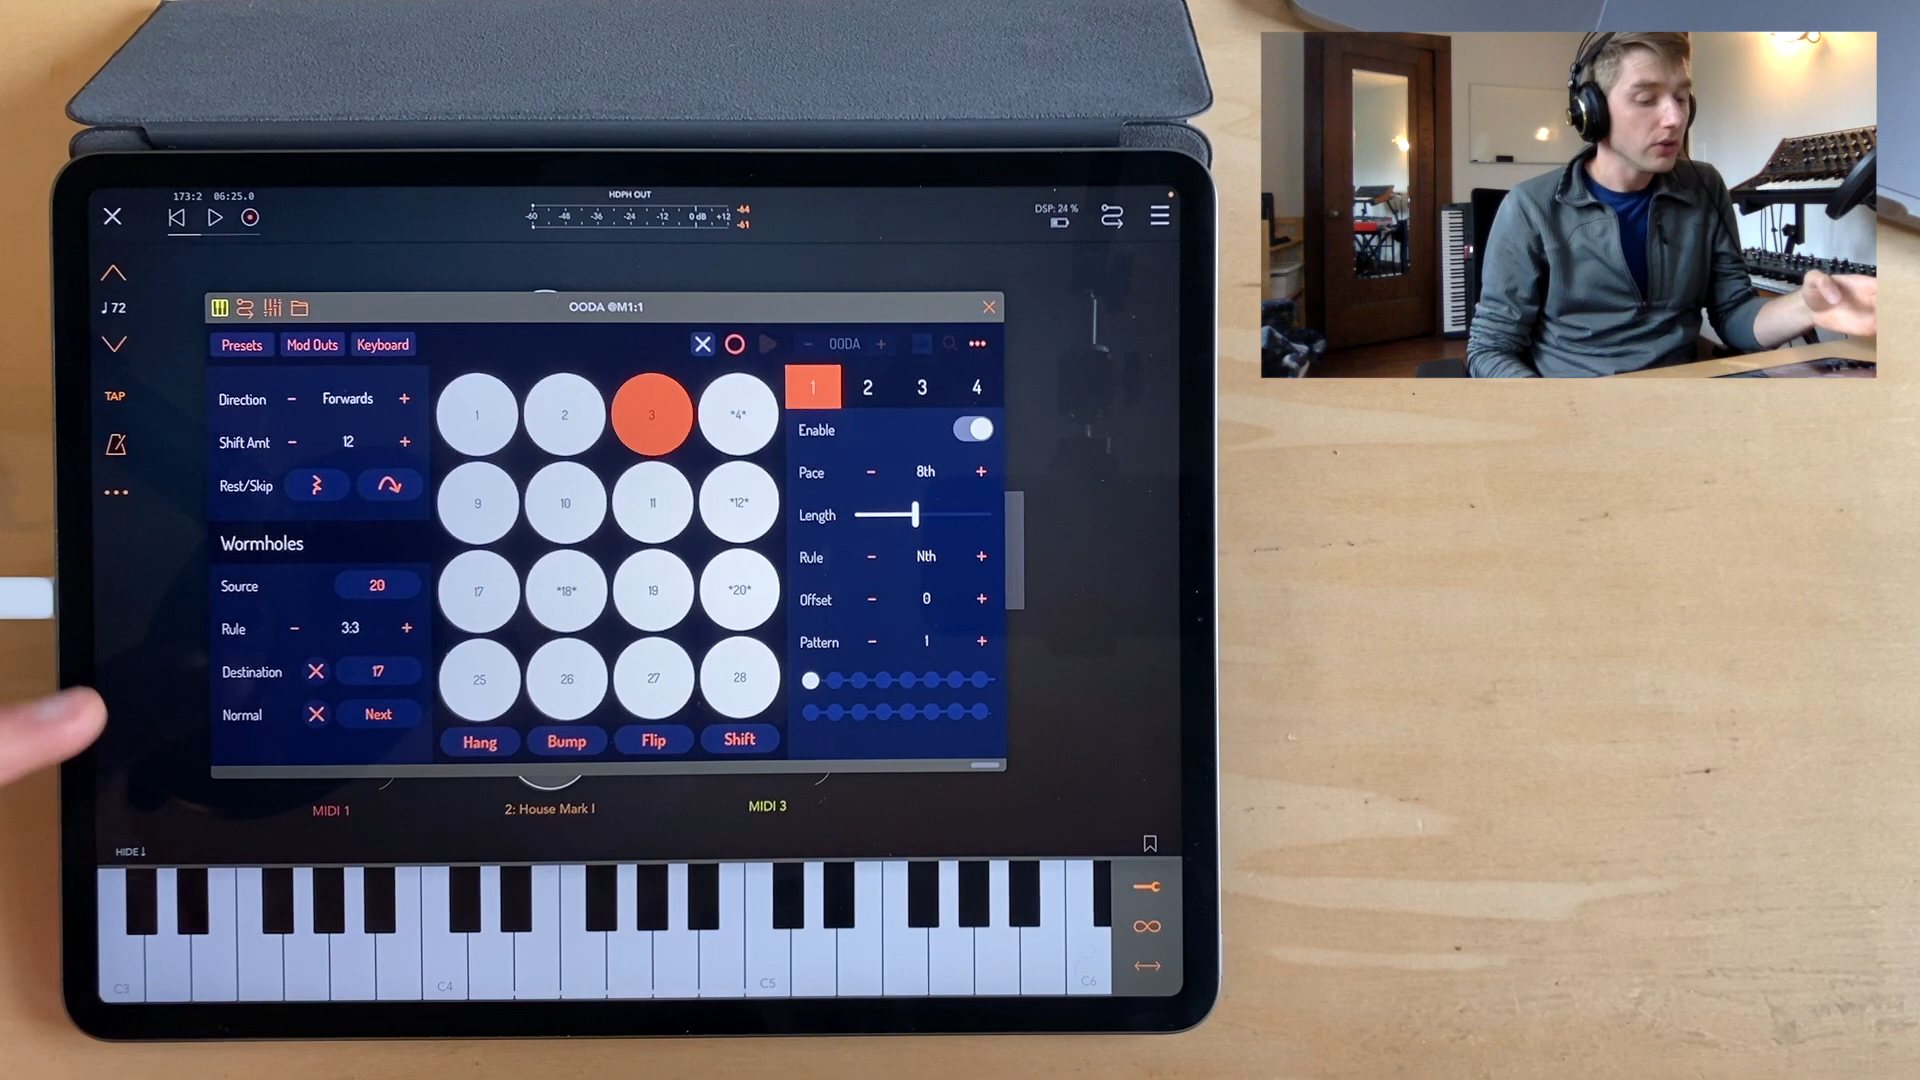 173:2 06:25.0
HDPH OUT
-60 -48 -36 -24 -12 0 dB +12
-64
-61
DSP: 24 %
♩72
TAP
HIDE
OODA @M1:1
Presets Mod Outs Keyboard
- OODA +
Direction - Forwards +
Shift Amt - 12 +
Rest/Skip
Wormholes
Source 20
Rule - 3:3 +
Destination 17
Normal Next
1 2 3 *4*
9 10 11 *12*
17 *18* 19 *20*
25 26 27 28
Hang Bump Flip Shift
1 2 3 4
Enable
Pace - 8th +
Length
Rule - Nth +
Offset - 0 +
Pattern - 1 +
MIDI 1 2: House Mark I MIDI 3
C3 C4 C5 C6